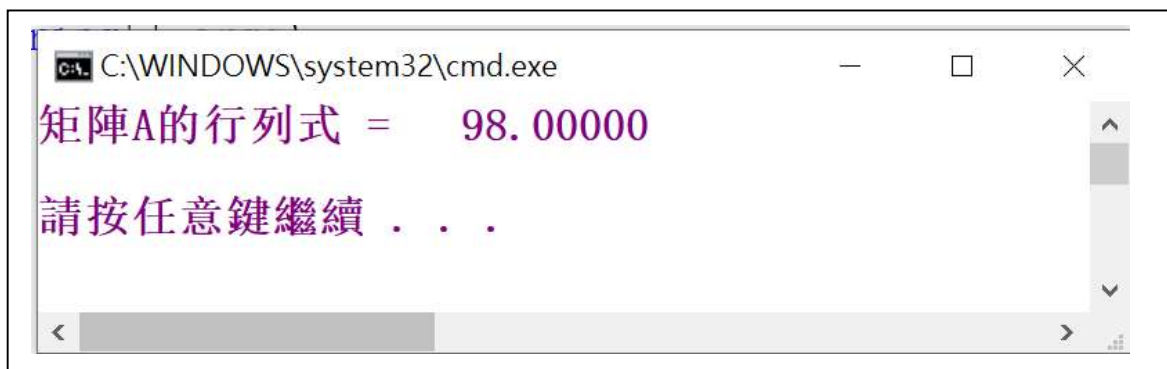 C:\WINDOWS\system32\cmd.exe
矩陣A的行列式 = 98.00000
請按任意鍵繼續 . . .